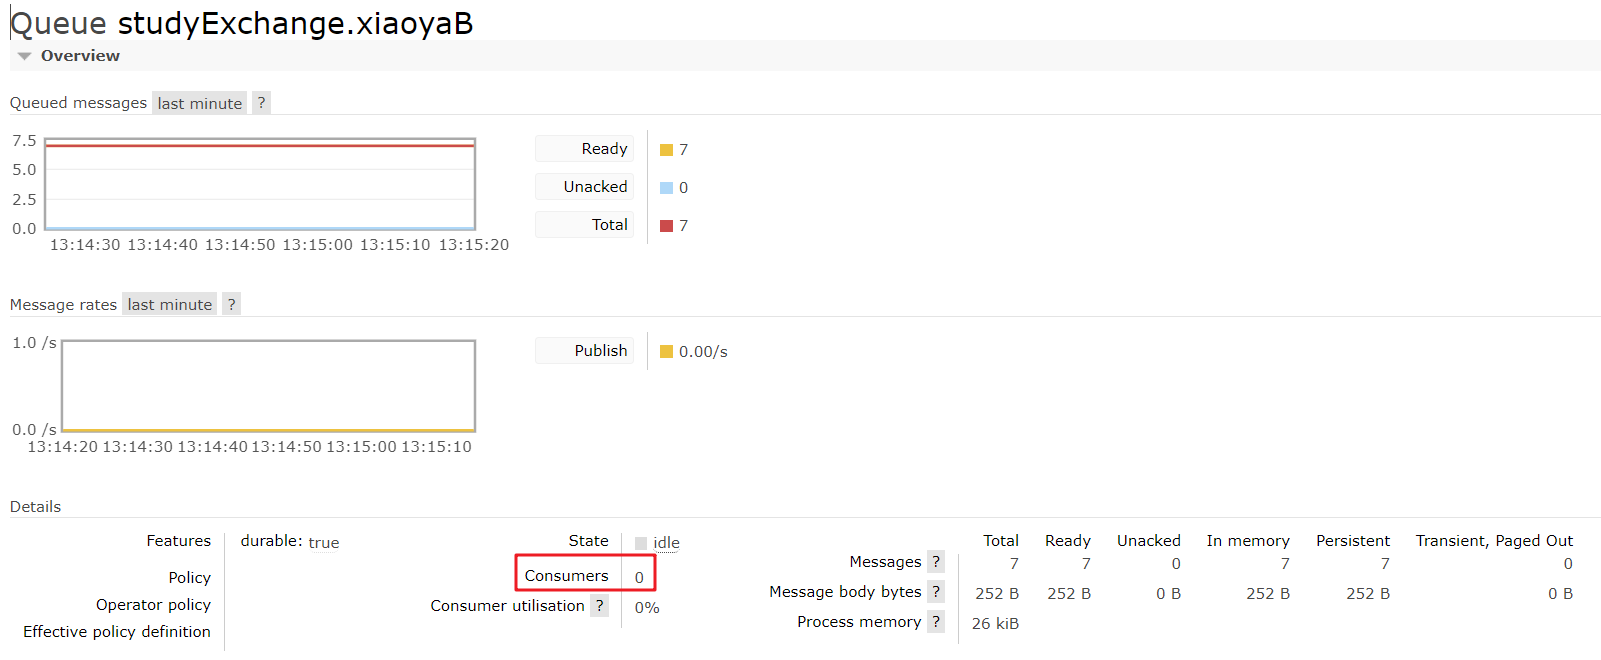 Queue studyExchange.xiaoyaB
Overview
Queued messages last minute ?
7.5
5.0
2.5
0.0
13:14:30 13:14:40 13:14:50 13:15:00 13:15:10 13:15:20
Ready 7
Unacked 0
Total 7
Message rates last minute ?
1.0 /s
0.0 /s
13:14:20 13:14:30 13:14:40 13:14:50 13:15:00 13:15:10
Publish 0.00/s
Details
Features durable: true
Policy
Operator policy
Effective policy definition
State idle
Consumers 0
Consumer utilisation ? 0%
Total Ready Unacked In memory Persistent Transient, Paged Out
Messages ? 7 7 0 7 7 0
Message body bytes ? 252 B 252 B 0 B 252 B 252 B 0 B
Process memory ? 26 kiB